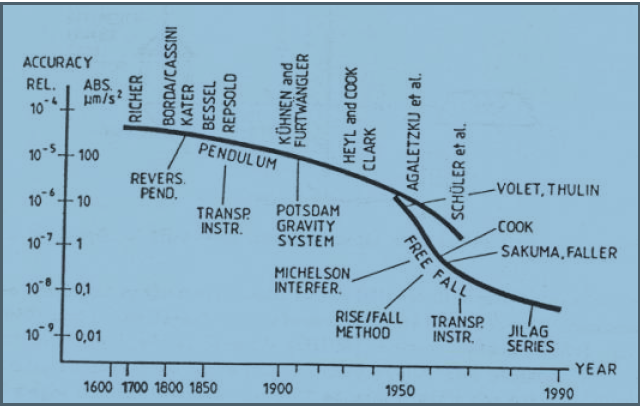 ACCURACY
REL. ABS.
µm/s²
10⁻⁴
10⁻⁵ 100
10⁻⁶ 10
10⁻⁷ 1
10⁻⁸ 0,1
10⁻⁹ 0,01
RICHER
BORDA/CASSINI
KATER
BESSEL
REPSOLD
KÜHNEN and
FURTWÄNGLER
HEYL and COOK
CLARK
AGALETZKIJ et al.
SCHÜLER et al.
PENDULUM
REVERS.
PEND.
TRANSP.
INSTR.
POTSDAM
GRAVITY
SYSTEM
VOLET, THULIN
COOK
SAKUMA, FALLER
FREE FALL
MICHELSON
INTERFER.
RISE/FALL
METHOD
TRANSP.
INSTR.
JILAG
SERIES
YEAR
1600 1700 1800 1850 1900 1950 1990